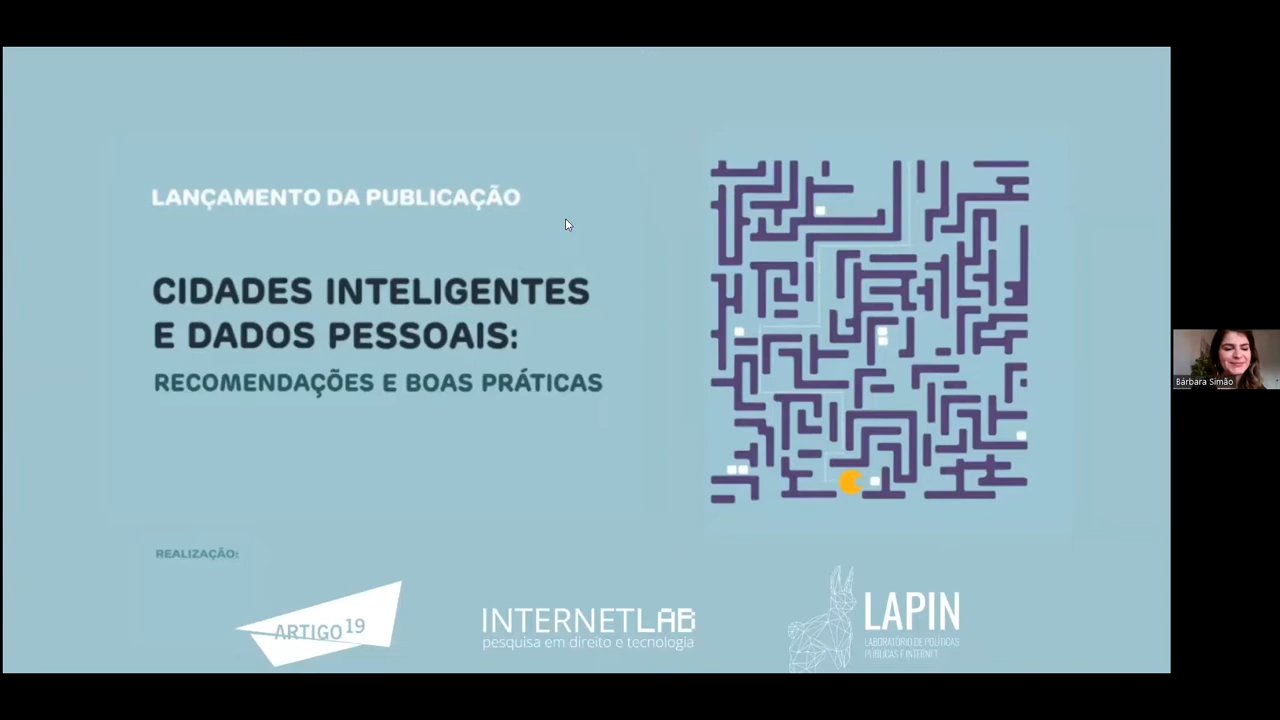 LANÇAMENTO DA PUBLICAÇÃO
CIDADES INTELIGENTES
E DADOS PESSOAIS:
RECOMENDAÇÕES E BOAS PRÁTICAS
REALIZAÇÃO:
ARTIGO 19
INTERNETLAB
pesquisa em direito e tecnologia
LAPIN
LABORATÓRIO DE POLÍTICAS
PÚBLICAS E INTERNET
Bárbara Simão